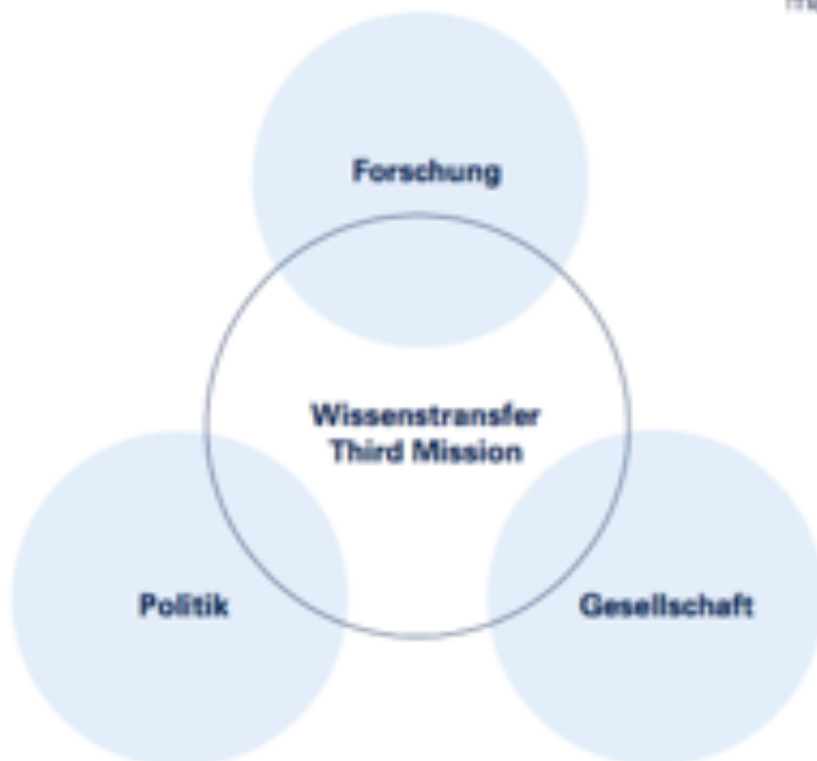 Forschung
Wissenstransfer
Third Mission
Politik
Gesellschaft